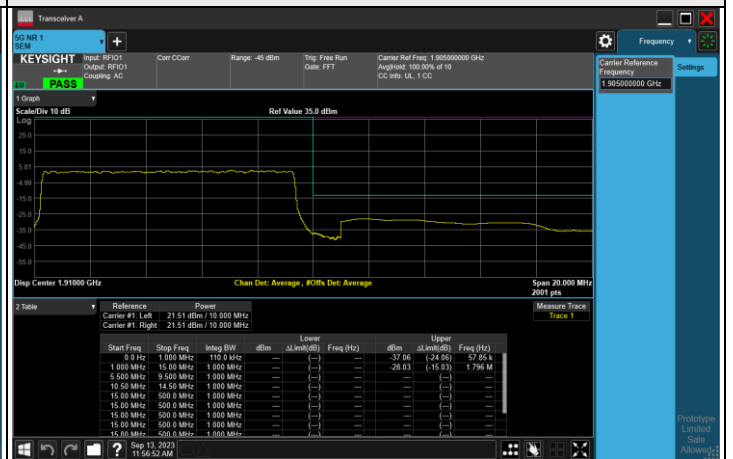 Transceiver A
5G NR 1
SEM
Frequency
KEYSIGHT
Input: RFIO1
Output: RFIO1
Coupling: AC
Corr CCorr
Range: -45 dBm
Trig: Free Run
Gate: FFT
Carrier Ref Freq: 1.905000000 GHz
Avg|Hold: 100.00% of 10
CC Info: UL, 1 CC
PASS
Carrier Reference
Frequency
1.905000000 GHz
Settings
1 Graph
Scale/Div 10 dB
Ref Value 35.0 dBm
Log
25.0
15.0
5.01
-4.99
-15.0
-25.0
-35.0
-45.0
-55.0
Disp Center 1.91000 GHz
Chan Det: Average, #Offs Det: Average
Span 20.000 MHz
2001 pts
2 Table
Reference Power
Carrier #1: Left 21.51 dBm / 10.000 MHz
Carrier #1: Right 21.51 dBm / 10.000 MHz
Measure Trace
Trace 1
Lower Upper
Start Freq Stop Freq Integ BW dBm ΔLimit(dB) Freq (Hz) dBm ΔLimit(dB) Freq (Hz)
0.0 Hz 1.000 MHz 110.0 kHz --- (---) --- -37.06 (-24.06) 57.85 k
1.000 MHz 15.00 MHz 1.000 MHz --- (---) --- -28.03 (-15.03) 1.796 M
5.500 MHz 9.500 MHz 1.000 MHz --- (---) --- --- (---) ---
10.50 MHz 14.50 MHz 1.000 MHz --- (---) --- --- (---) ---
15.00 MHz 500.0 MHz 1.000 MHz --- (---) --- --- (---) ---
15.00 MHz 500.0 MHz 1.000 MHz --- (---) --- --- (---) ---
15.00 MHz 500.0 MHz 1.000 MHz --- (---) --- --- (---) ---
15.00 MHz 500.0 MHz 1.000 MHz --- (---) --- --- (---) ---
15.00 MHz 500.0 MHz 1.000 MHz --- (---) --- --- (---) ---
Sep 13, 2023
11:56:52 AM
Prototype
Limited
Sale
Allowed